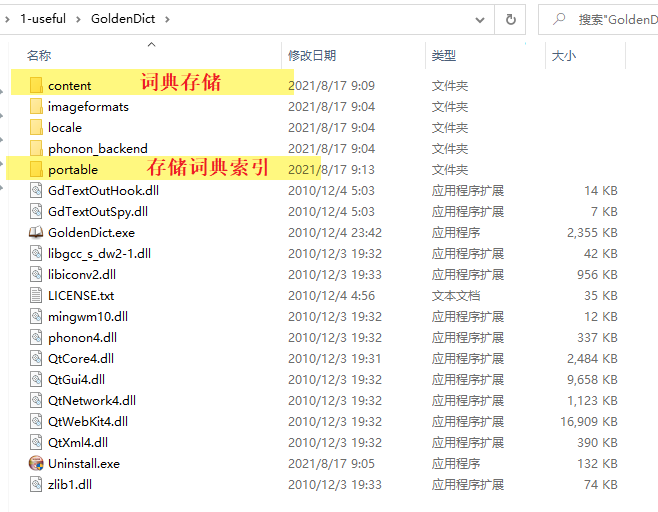 1-useful > GoldenDict
搜索"GoldenD
名称 修改日期 类型 大小
content 词典存储 2021/8/17 9:09 文件夹
imageformats 2021/8/17 9:04 文件夹
locale 2021/8/17 9:04 文件夹
phonon_backend 2021/8/17 9:04 文件夹
portable 存储词典索引 2021/8/17 9:13 文件夹
GdTextOutHook.dll 2010/12/4 5:03 应用程序扩展 14 KB
GdTextOutSpy.dll 2010/12/4 5:03 应用程序扩展 7 KB
GoldenDict.exe 2010/12/4 23:42 应用程序 2,355 KB
libgcc_s_dw2-1.dll 2010/12/3 19:32 应用程序扩展 42 KB
libiconv2.dll 2010/12/3 19:33 应用程序扩展 956 KB
LICENSE.txt 2010/12/4 4:56 文本文档 35 KB
mingwm10.dll 2010/12/3 19:32 应用程序扩展 12 KB
phonon4.dll 2010/12/3 19:32 应用程序扩展 337 KB
QtCore4.dll 2010/12/3 19:31 应用程序扩展 2,484 KB
QtGui4.dll 2010/12/3 19:32 应用程序扩展 9,658 KB
QtNetwork4.dll 2010/12/3 19:32 应用程序扩展 1,123 KB
QtWebKit4.dll 2010/12/3 19:32 应用程序扩展 16,909 KB
QtXml4.dll 2010/12/3 19:32 应用程序扩展 390 KB
Uninstall.exe 2021/8/17 9:05 应用程序 132 KB
zlib1.dll 2010/12/3 19:33 应用程序扩展 74 KB